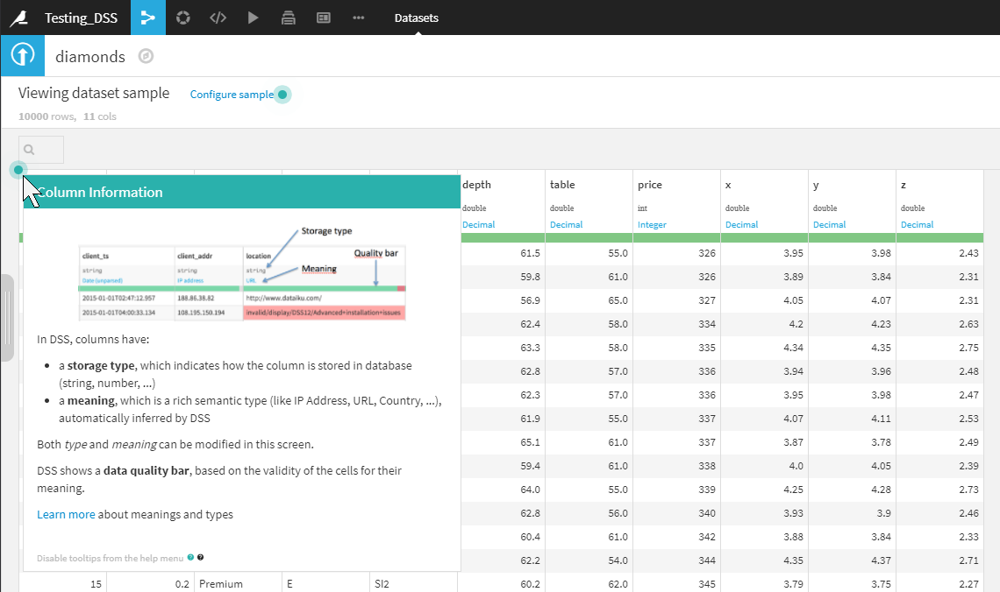 Testing_DSS
Datasets
diamonds
Viewing dataset sample Configure sample
10000 rows, 11 cols
Column Information
client_ts client_addr location
string string string
Date (unparsed) IP address URL
2015-01-01T02:47:12.957 188.86.38.82 http://www.dataiku.com/
2015-01-01T04:00:33.134 108.195.150.194 invalid/display/DSS12/Advanced+installation+issues
Storage type
Quality bar
Meaning
In DSS, columns have:
• a storage type, which indicates how the column is stored in database
(string, number, ...)
• a meaning, which is a rich semantic type (like IP Address, URL, Country, ...),
automatically inferred by DSS
Both type and meaning can be modified in this screen.
DSS shows a data quality bar, based on the validity of the cells for their
meaning.
Learn more about meanings and types
Disable tooltips from the help menu
depth table price x y z
double double int double double double
Decimal Decimal Integer Decimal Decimal Decimal
61.5 55.0 326 3.95 3.98 2.43
59.8 61.0 326 3.89 3.84 2.31
56.9 65.0 327 4.05 4.07 2.31
62.4 58.0 334 4.2 4.23 2.63
63.3 58.0 335 4.34 4.35 2.75
62.8 57.0 336 3.94 3.96 2.48
62.3 57.0 336 3.95 3.98 2.47
61.9 55.0 337 4.07 4.11 2.53
65.1 61.0 337 3.87 3.78 2.49
59.4 61.0 338 4.0 4.05 2.39
64.0 55.0 339 4.25 4.28 2.73
62.8 56.0 340 3.93 3.9 2.46
60.4 61.0 342 3.88 3.84 2.33
62.2 54.0 344 4.35 4.37 2.71
15 0.2 Premium E SI2 60.2 62.0 345 3.79 3.75 2.27